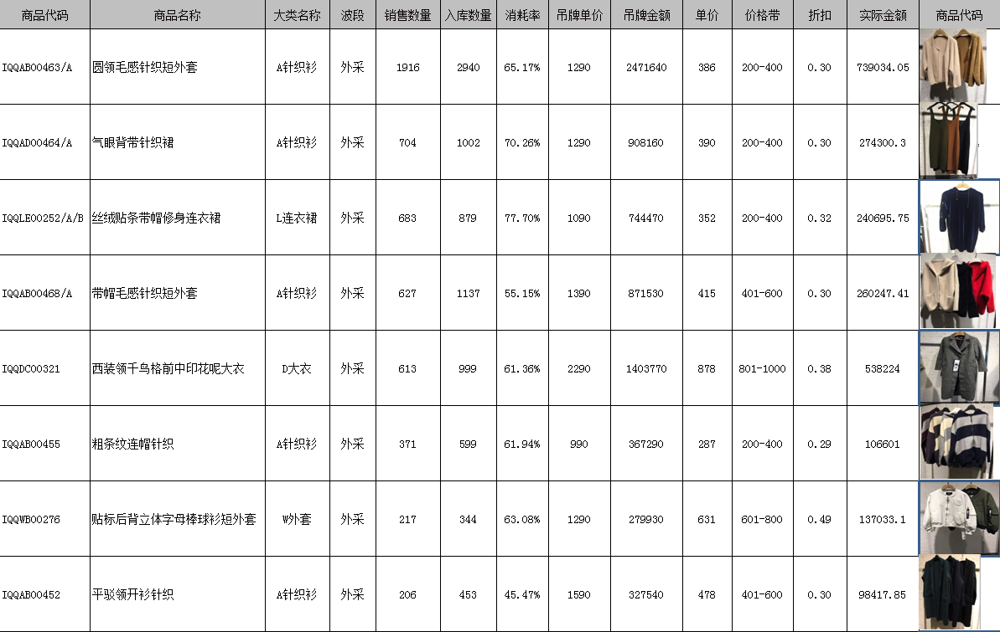 商品代码 商品名称 大类名称 波段 销售数量 入库数量 消耗率 吊牌单价 吊牌金额 单价 价格带 折扣 实际金额 商品代码
IQQAB00463/A 圆领毛感针织短外套 A针织衫 外采 1916 2940 65.17% 1290 2471640 386 200-400 0.30 739034.05
IQQAD00464/A 气眼背带针织裙 A针织衫 外采 704 1002 70.26% 1290 908160 390 200-400 0.30 274300.3
IQQLE00252/A/B 丝绒贴条带帽修身连衣裙 L连衣裙 外采 683 879 77.70% 1090 744470 352 200-400 0.32 240695.75
IQQAB00468/A 带帽毛感针织短外套 A针织衫 外采 627 1137 55.15% 1390 871530 415 401-600 0.30 260247.41
IQQDC00321 西装领千鸟格前中印花呢大衣 D大衣 外采 613 999 61.36% 2290 1403770 878 801-1000 0.38 538224
IQQAB00455 粗条纹连帽针织 A针织衫 外采 371 599 61.94% 990 367290 287 200-400 0.29 106601
IQQWB00276 贴标后背立体字母棒球衫短外套 W外套 外采 217 344 63.08% 1290 279930 631 601-800 0.49 137033.1
IQQAB00452 平驳领开衫针织 A针织衫 外采 206 453 45.47% 1590 327540 478 401-600 0.30 98417.85